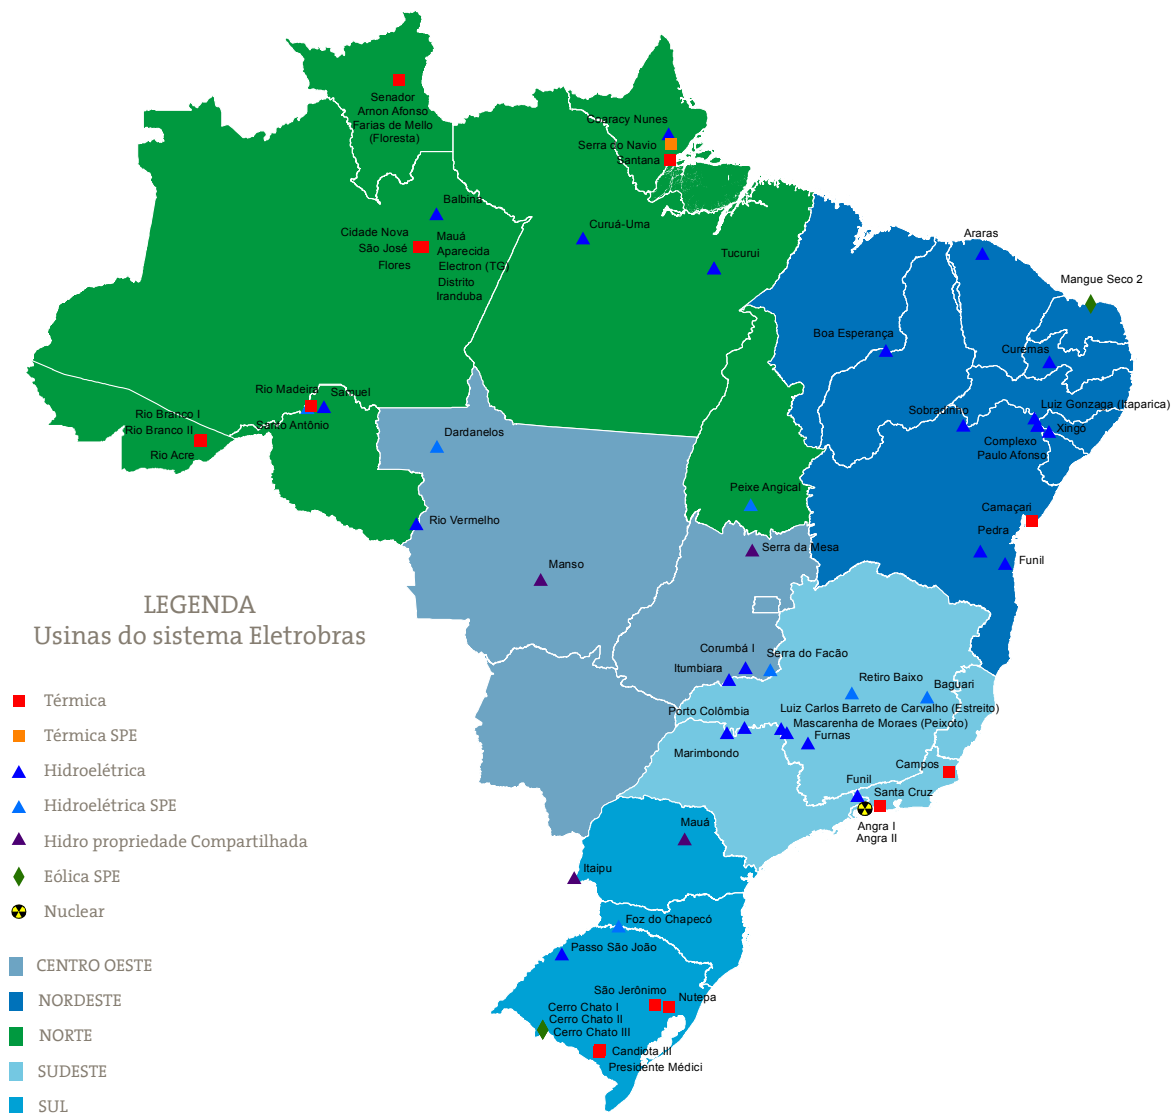 Senador
Arnon Afonso
Farias de Mello
(Floresta)
Coaracy Nunes
Serra do Navio
Santana
Balbina
Cidade Nova
São José
Flores
Mauá
Aparecida
Electron (TG)
Distrito
Iranduba
Curuá-Uma
Tucurui
Araras
Mangue Seco 2
Boa Esperança
Curemas
Rio Madeira
Samuel
Santo Antônio
Rio Branco I
Rio Branco II
Rio Acre
Dardanelos
Sobradinho
Luiz Gonzaga (Itaparica)
Xingó
Complexo
Paulo Afonso
Peixe Angical
Camaçari
Rio Vermelho
Pedra
Serra da Mesa
Funil
Manso
LEGENDA
Usinas do sistema Eletrobras
Térmica
Térmica SPE
Hidroelétrica
Hidroelétrica SPE
Hidro propriedade Compartilhada
Eólica SPE
Nuclear
CENTRO OESTE
NORDESTE
NORTE
SUDESTE
SUL
Corumbá I
Serra do Facão
Itumbiara
Retiro Baixo
Baguari
Porto Colômbia
Luiz Carlos Barreto de Carvalho (Estreito)
Mascarenha de Moraes (Peixoto)
Furnas
Marimbondo
Campos
Funil
Santa Cruz
Angra I
Angra II
Mauá
Itaipu
Foz do Chapecó
Passo São João
São Jerônimo
Nutepa
Cerro Chato I
Cerro Chato II
Cerro Chato III
Candiota III
Presidente Médici